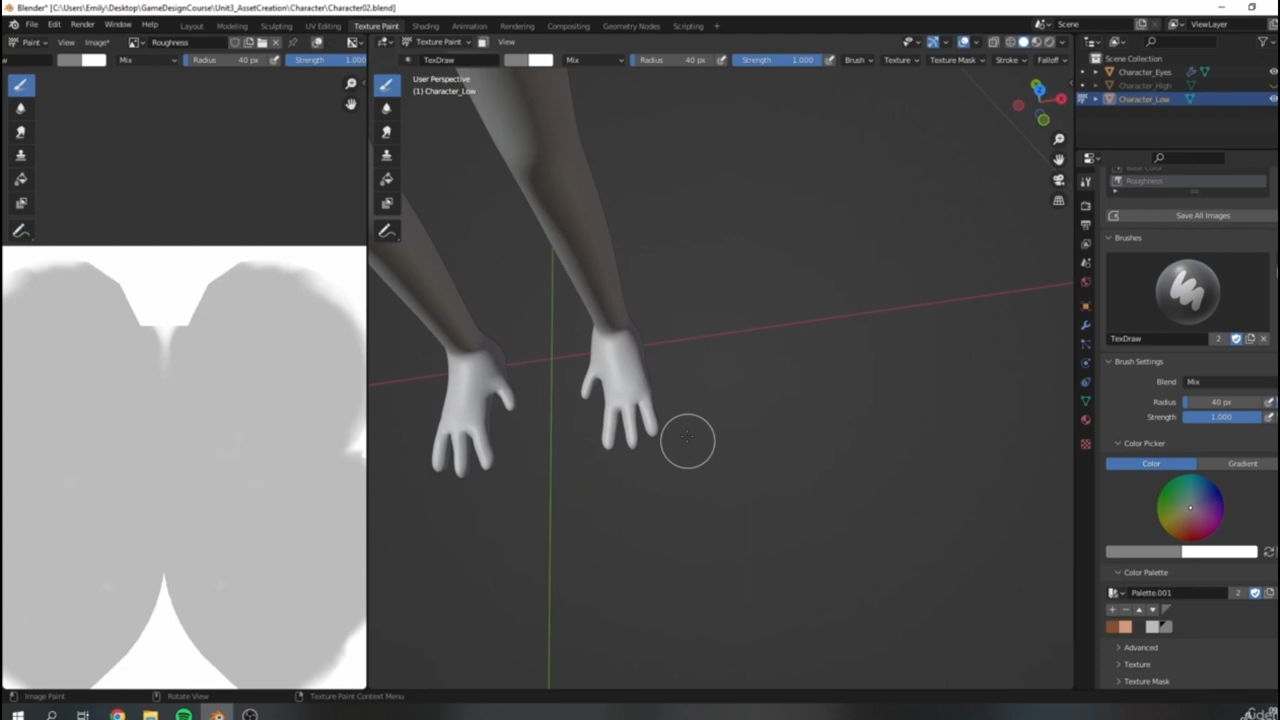 Blender* [C:\Users\Emily\Desktop\GameDesignCourse\Unit3_AssetCreation\Character\Character02.blend]
File Edit Render Window Help Layout Modeling Sculpting UV Editing Texture Paint Shading Animation Rendering Compositing Geometry Nodes Scripting + Scene ViewLayer
Paint View Image* Roughness Texture Paint View
Mix Radius 40 px Strength 1.000 TexDraw Mix Radius 40 px Strength 1.000 Brush Texture Texture Mask Stroke Falloff
User Perspective
(1) Character_Low
Scene Collection
Character_Eyes
Character_High
Character_Low
Base Color
Roughness
Save All Images
Brushes
TexDraw 2
Brush Settings
Blend Mix
Radius 40 px
Strength 1.000
Color Picker
Color Gradient
Color Palette
Palette.001 2
Advanced
Texture
Texture Mask
Image Paint Rotate View Texture Paint Context Menu